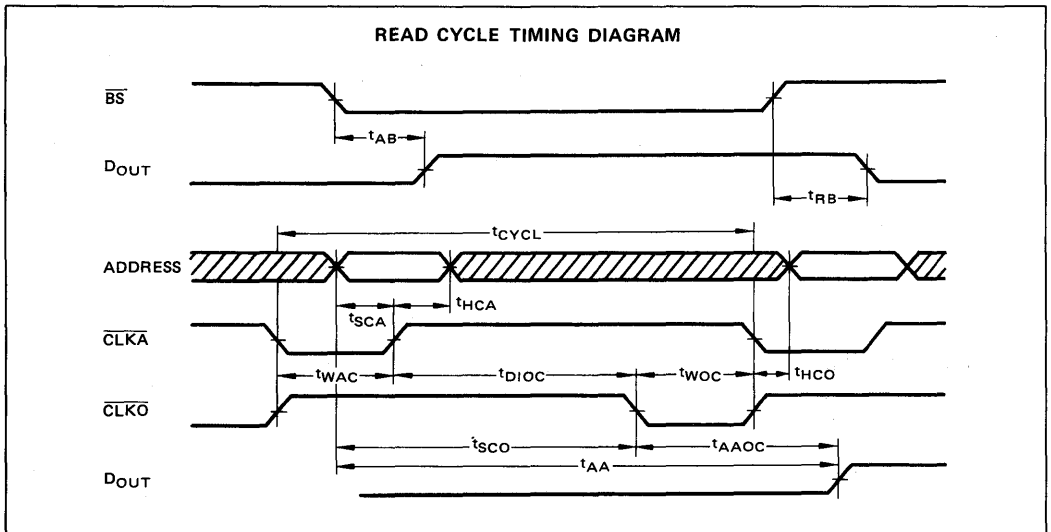 READ CYCLE TIMING DIAGRAM
BS
tAB
DOUT
tRB
tCYCL
ADDRESS
tSCA
tHCA
CLKA
tWAC
tDIOC
tWOC
tHCO
CLKO
tSCO
tAAOC
tAA
DOUT